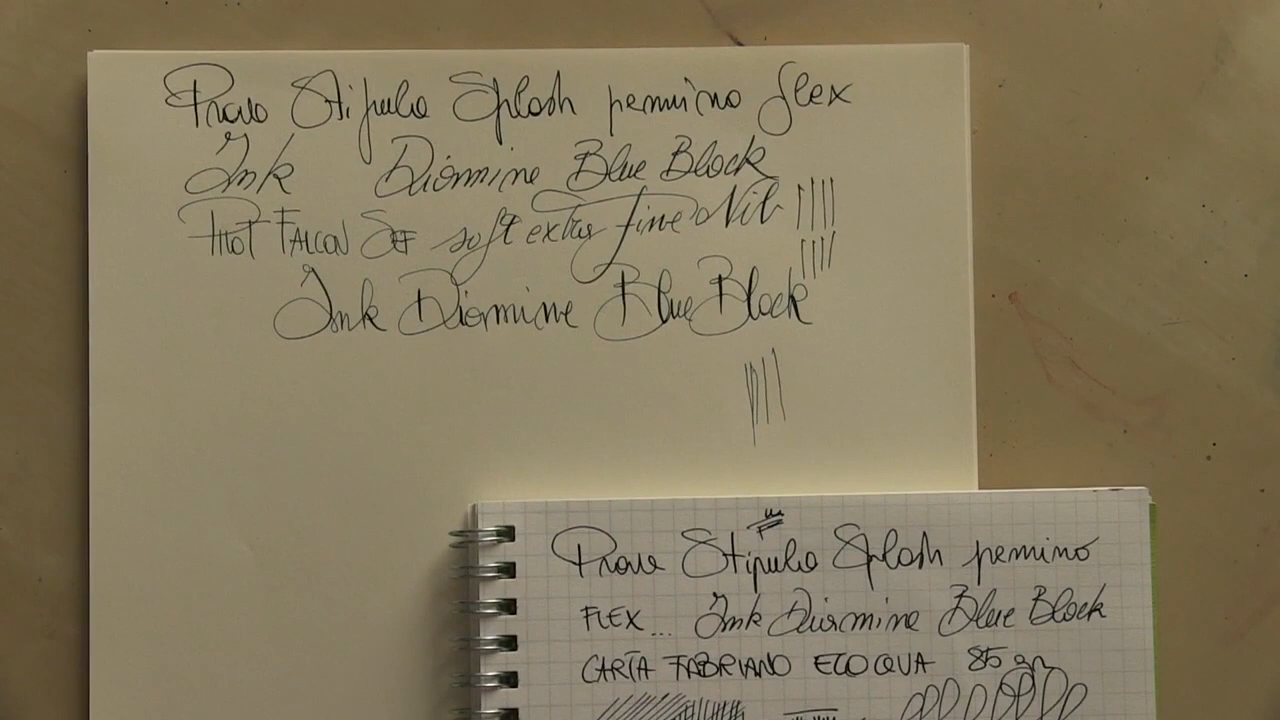 Prova Stipula Splash pennino flex
Ink Diamine Blue Black
Pilot Falcon SEF soft extra fine Nib
Ink Diamine Blue Black
Prova Stipula Splash pennino
FLEX... Ink Diamine Blue Black
CARTA FABRIANO ECOQUA 85 gr